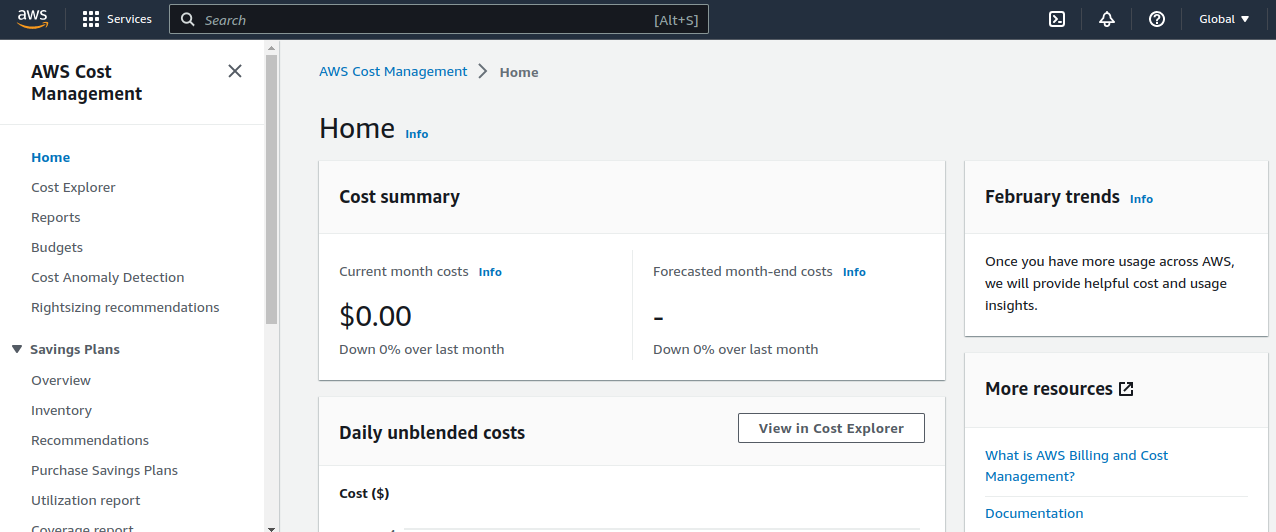 aws
Services
Search
[Alt+S]
Global
AWS Cost
Management
Home
Cost Explorer
Reports
Budgets
Cost Anomaly Detection
Rightsizing recommendations
Savings Plans
Overview
Inventory
Recommendations
Purchase Savings Plans
Utilization report
Coverage report
AWS Cost Management > Home
Home Info
Cost summary
Current month costs Info
$0.00
Down 0% over last month
Forecasted month-end costs Info
-
Down 0% over last month
Daily unblended costs
View in Cost Explorer
Cost ($)
February trends Info
Once you have more usage across AWS,
we will provide helpful cost and usage
insights.
More resources
What is AWS Billing and Cost
Management?
Documentation